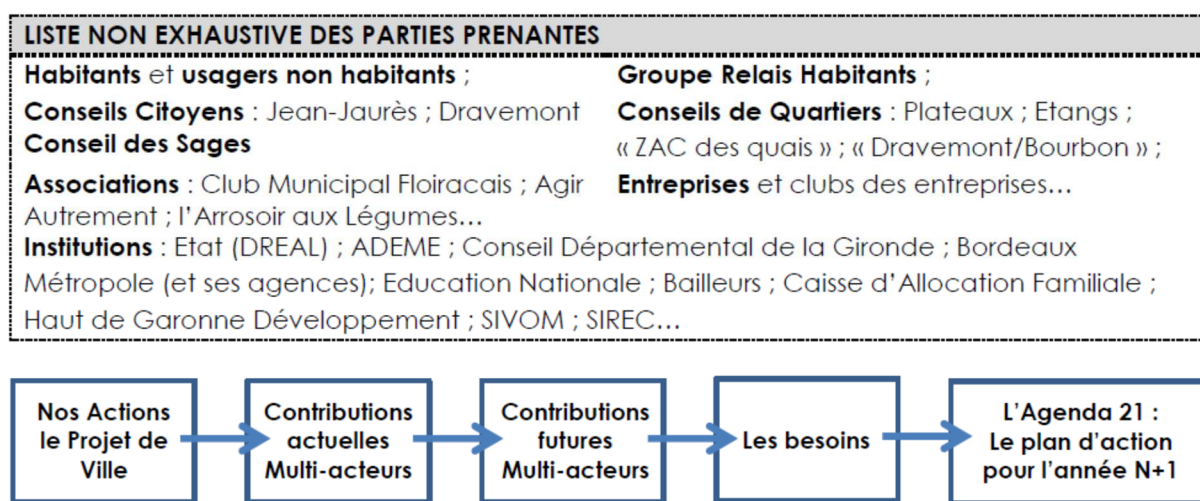 LISTE NON EXHAUSTIVE DES PARTIES PRENANTES
Habitants et usagers non habitants ;
Conseils Citoyens : Jean-Jaurès ; Dravemont
Conseil des Sages
Associations : Club Municipal Floiracais ; Agir
Autrement ; l'Arrosoir aux Légumes…
Groupe Relais Habitants ;
Conseils de Quartiers : Plateaux ; Etangs ;
« ZAC des quais » ; « Dravemont/Bourbon » ;
Entreprises et clubs des entreprises…
Institutions : Etat (DREAL) ; ADEME ; Conseil Départemental de la Gironde ; Bordeaux
Métropole (et ses agences); Education Nationale ; Bailleurs ; Caisse d'Allocation Familiale ;
Haut de Garonne Développement ; SIVOM ; SIREC…
Nos Actions
le Projet de
Ville
Contributions
actuelles
Multi-acteurs
Contributions
futures
Multi-acteurs
Les besoins
L'Agenda 21 :
Le plan d'action
pour l'année N+1